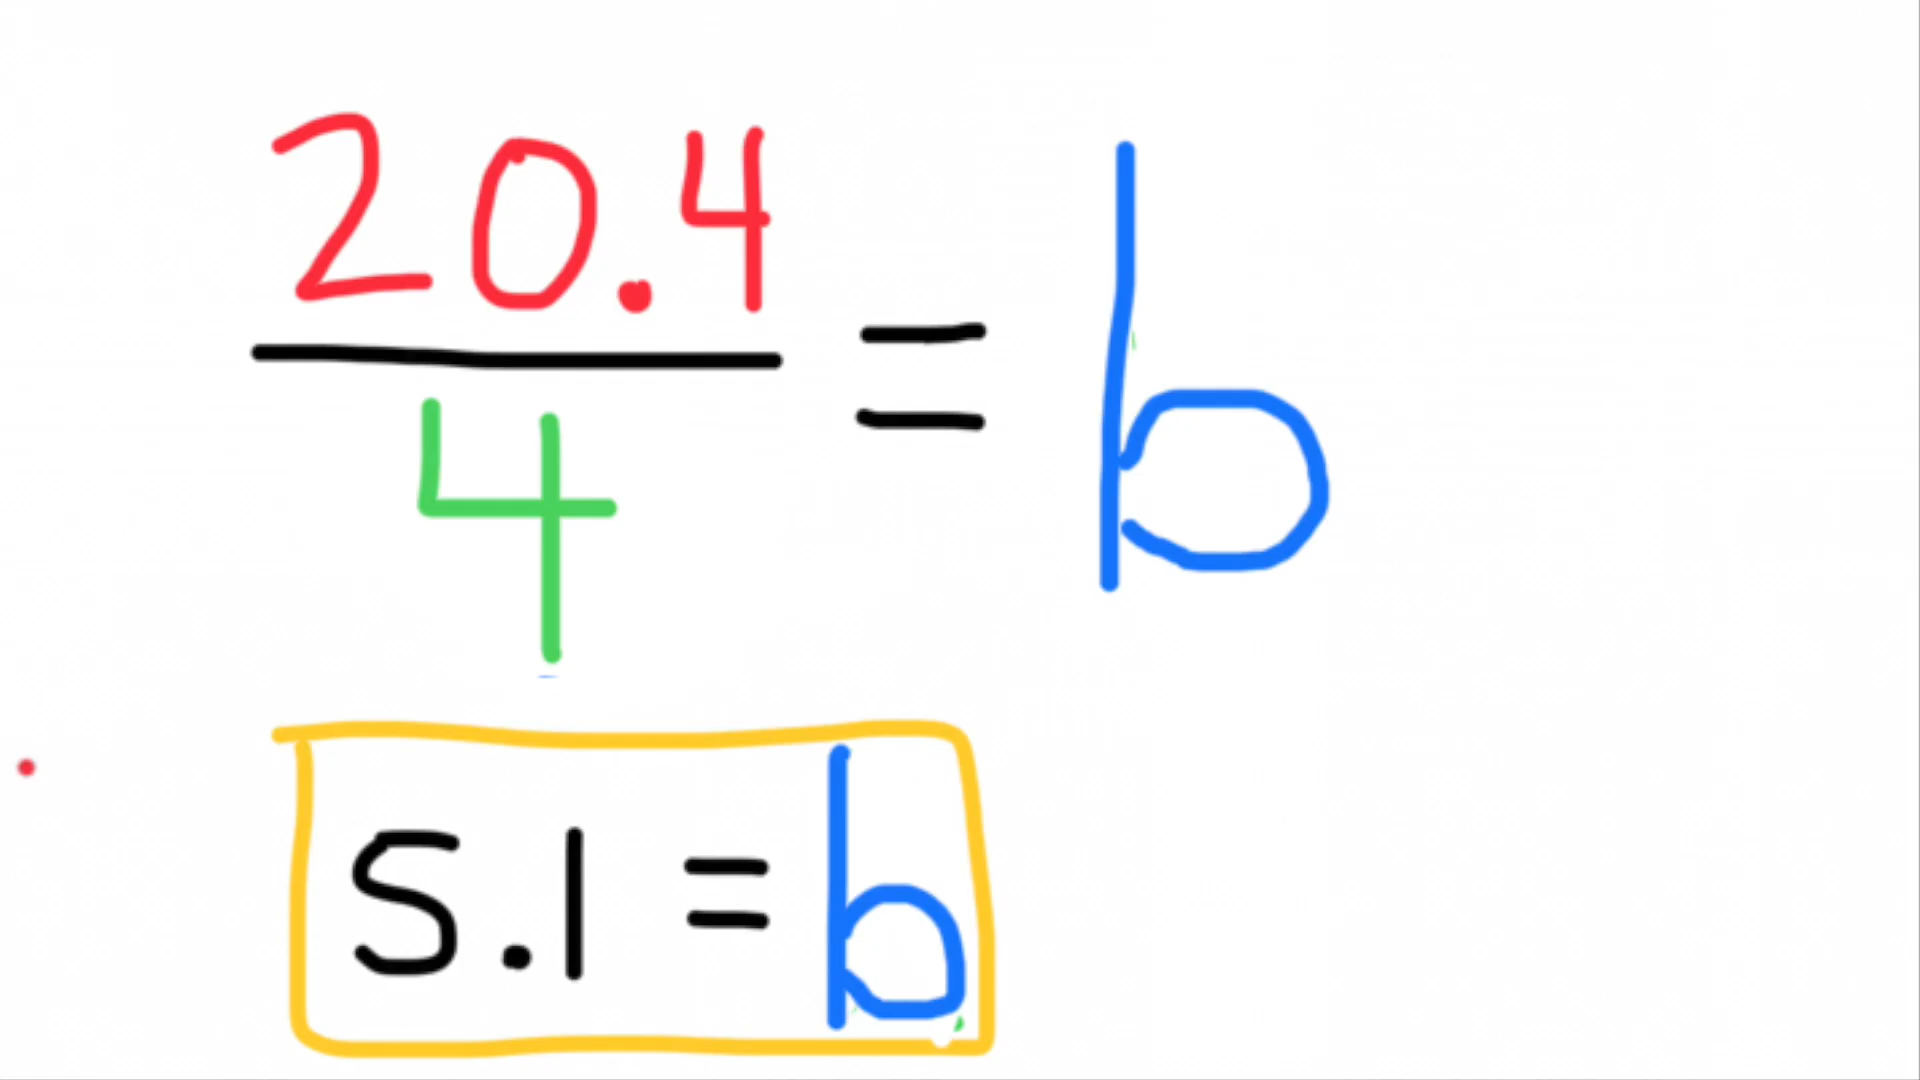 20.4
4
= b
5.1 = b